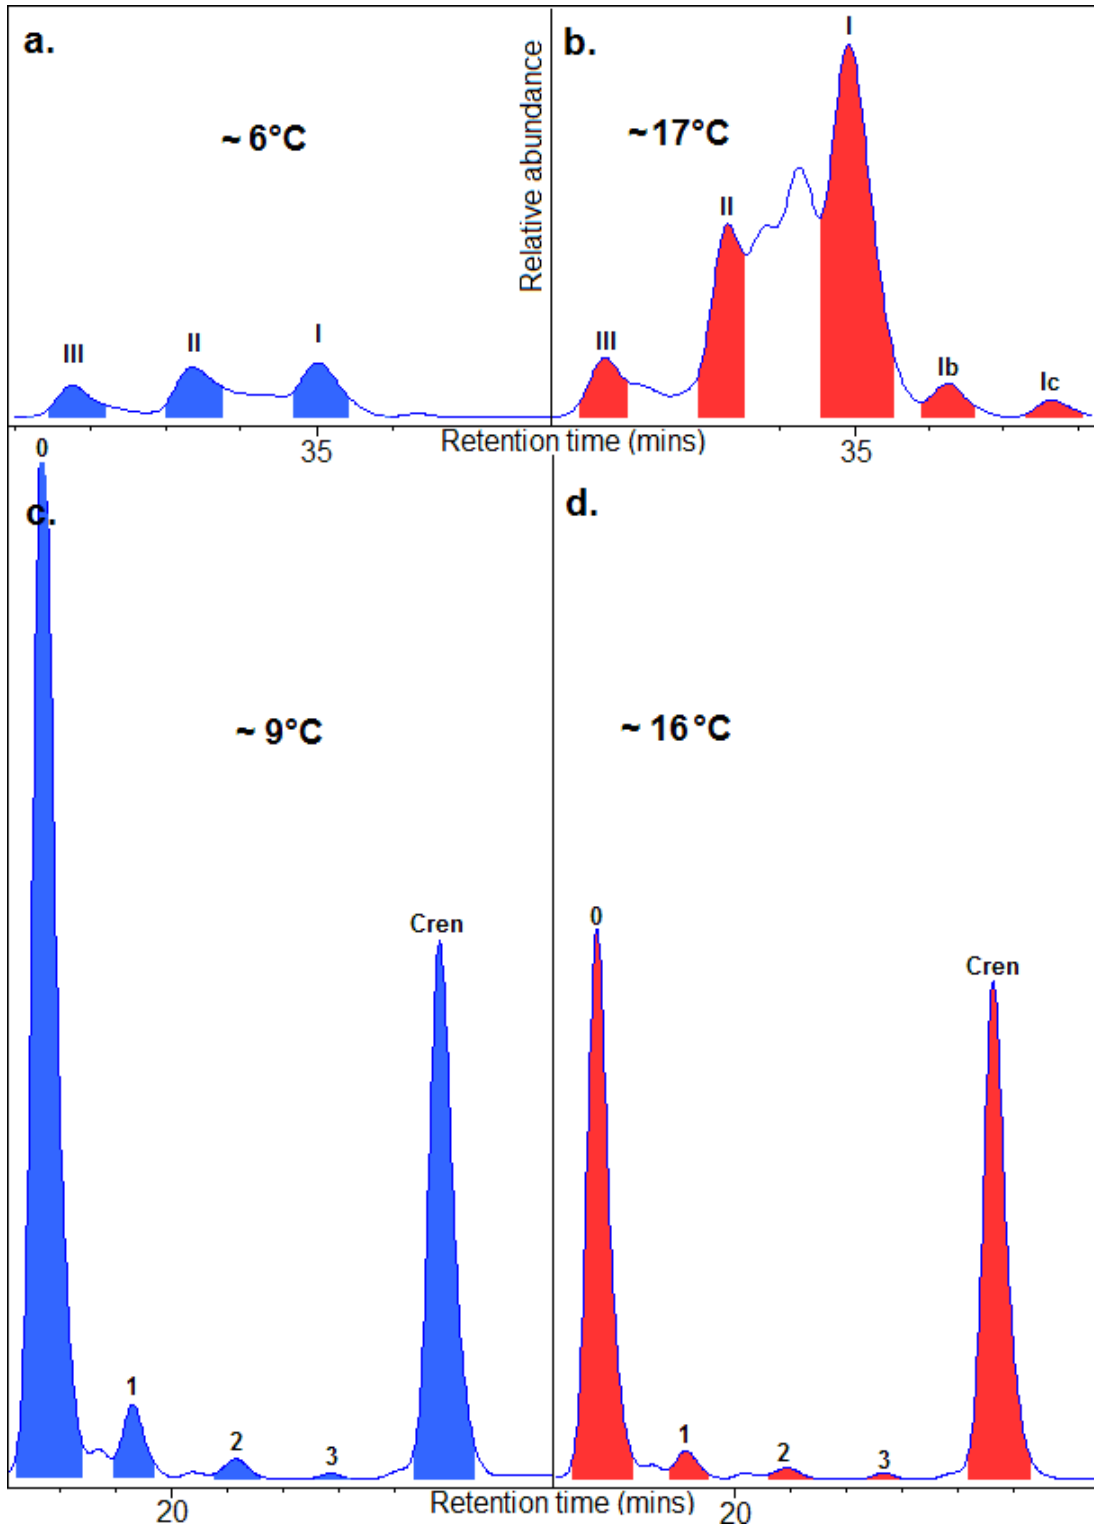 a.
~ 6°C
III
II
I
Relative abundance
b.
~17°C
III
II
I
Ib
Ic
35
Retention time (mins)
35
c.
~ 9°C
0
1
2
3
Cren
d.
~ 16°C
0
1
2
3
Cren
20
Retention time (mins)
20